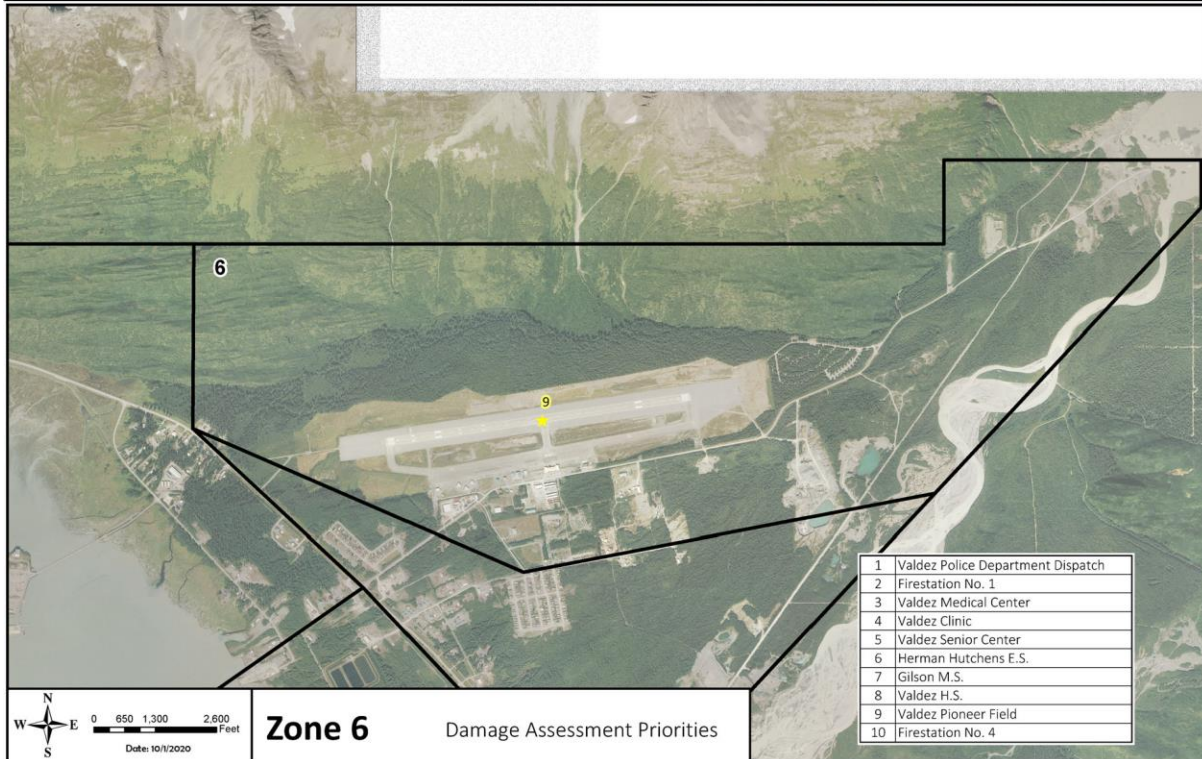 6
9
1 Valdez Police Department Dispatch
2 Firestation No. 1
3 Valdez Medical Center
4 Valdez Clinic
5 Valdez Senior Center
6 Herman Hutchens E.S.
7 Gilson M.S.
8 Valdez H.S.
9 Valdez Pioneer Field
10 Firestation No. 4
N
W E
S
0 650 1,300 2,600
Feet
Date: 10/1/2020
Zone 6 Damage Assessment Priorities